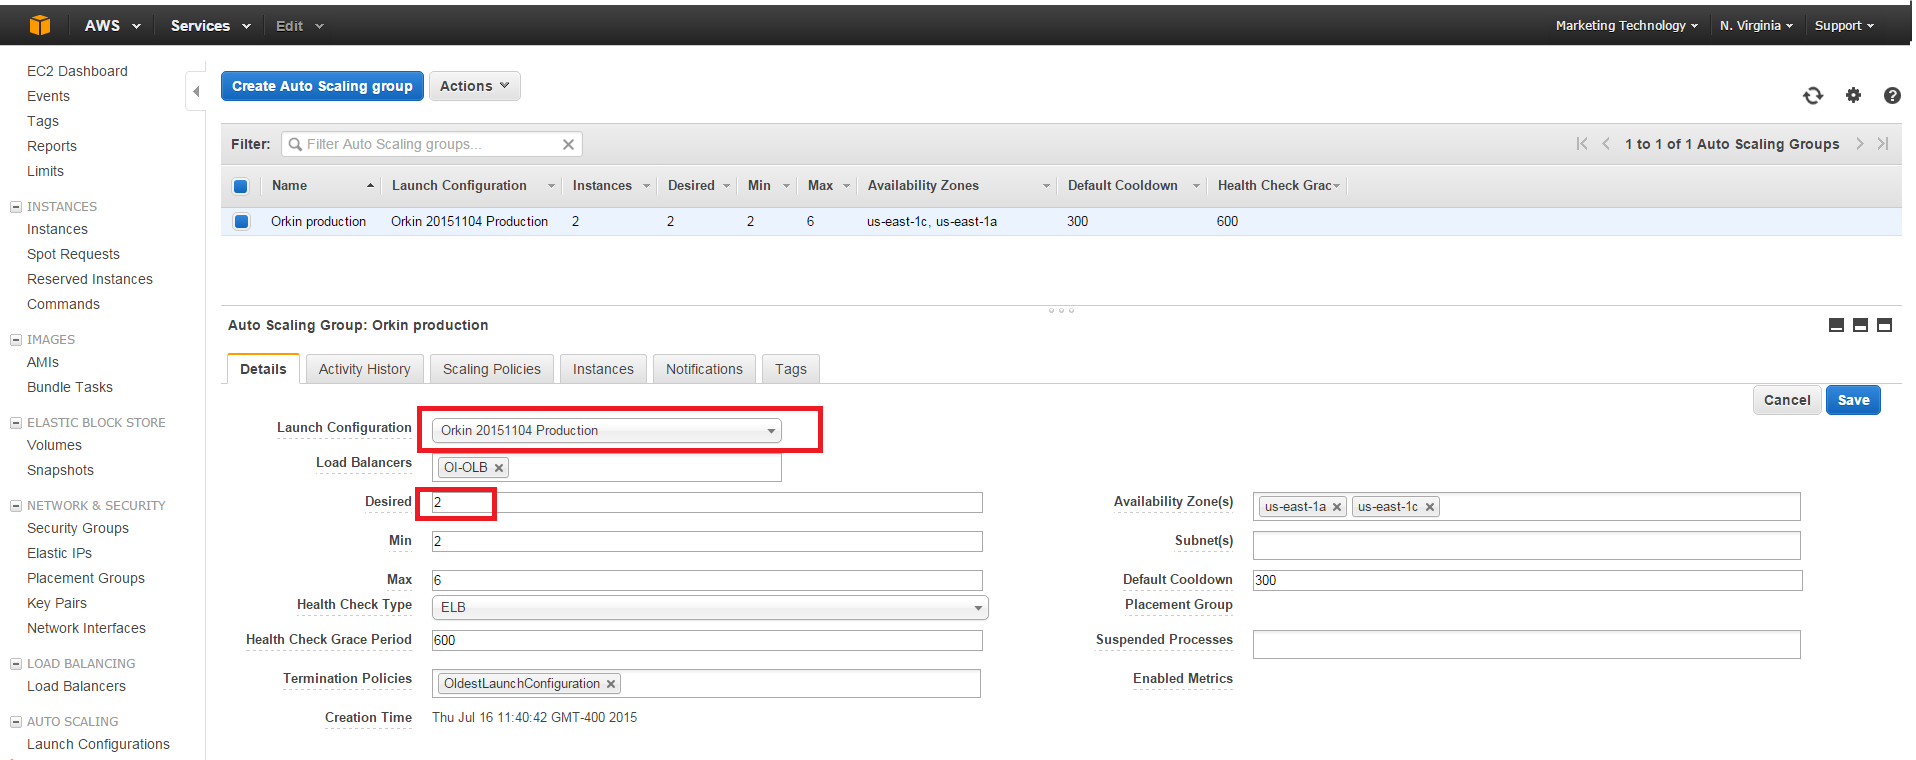 AWS Services Edit Marketing Technology N. Virginia Support
EC2 Dashboard
Events
Tags
Reports
Limits
INSTANCES
Instances
Spot Requests
Reserved Instances
Commands
IMAGES
AMIs
Bundle Tasks
ELASTIC BLOCK STORE
Volumes
Snapshots
NETWORK & SECURITY
Security Groups
Elastic IPs
Placement Groups
Key Pairs
Network Interfaces
LOAD BALANCING
Load Balancers
AUTO SCALING
Launch Configurations
Create Auto Scaling group Actions
Filter: Filter Auto Scaling groups... 1 to 1 of 1 Auto Scaling Groups
Name Launch Configuration Instances Desired Min Max Availability Zones Default Cooldown Health Check Grac
Orkin production Orkin 20151104 Production 2 2 2 6 us-east-1c, us-east-1a 300 600
Auto Scaling Group: Orkin production
Details Activity History Scaling Policies Instances Notifications Tags
Cancel Save
Launch Configuration Orkin 20151104 Production
Load Balancers OI-OLB
Desired 2 Availability Zone(s) us-east-1a us-east-1c
Min 2 Subnet(s)
Max 6 Default Cooldown 300
Health Check Type ELB Placement Group
Health Check Grace Period 600 Suspended Processes
Termination Policies OldestLaunchConfiguration Enabled Metrics
Creation Time Thu Jul 16 11:40:42 GMT-400 2015